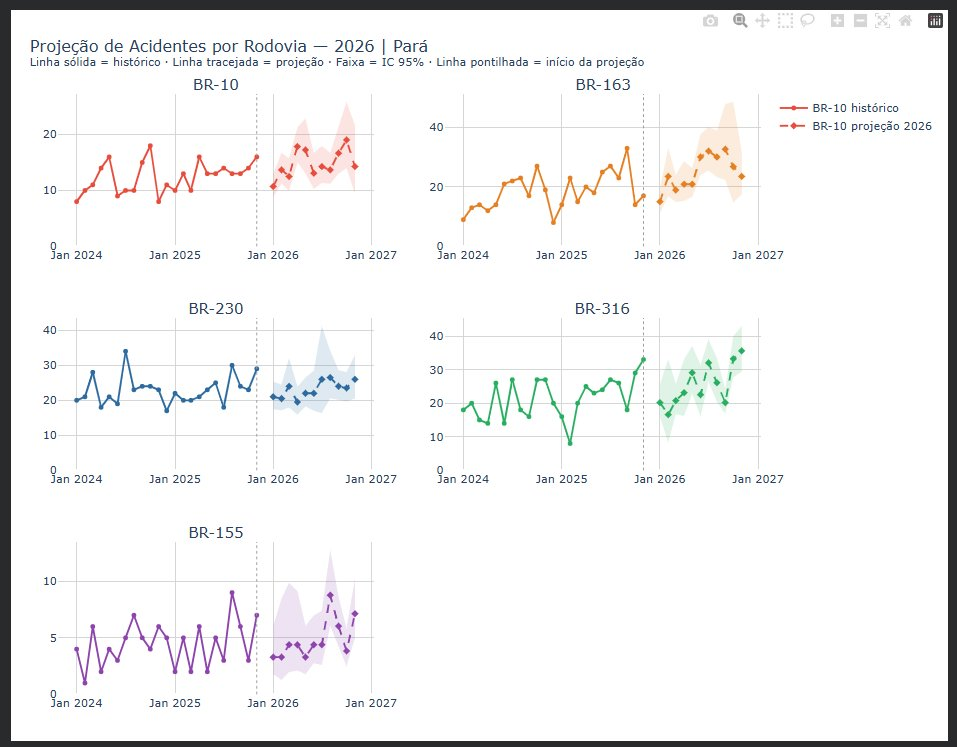 Projeção de Acidentes por Rodovia — 2026 | Pará
Linha sólida = histórico · Linha tracejada = projeção · Faixa = IC 95% · Linha pontilhada = início da projeção
BR-10
20
10
0
Jan 2024
Jan 2025
Jan 2026
Jan 2027
BR-163
40
20
0
Jan 2024
Jan 2025
Jan 2026
Jan 2027
BR-10 histórico
BR-10 projeção 2026
BR-230
40
30
20
10
0
Jan 2024
Jan 2025
Jan 2026
Jan 2027
BR-316
40
30
20
10
0
Jan 2024
Jan 2025
Jan 2026
Jan 2027
BR-155
10
5
0
Jan 2024
Jan 2025
Jan 2026
Jan 2027